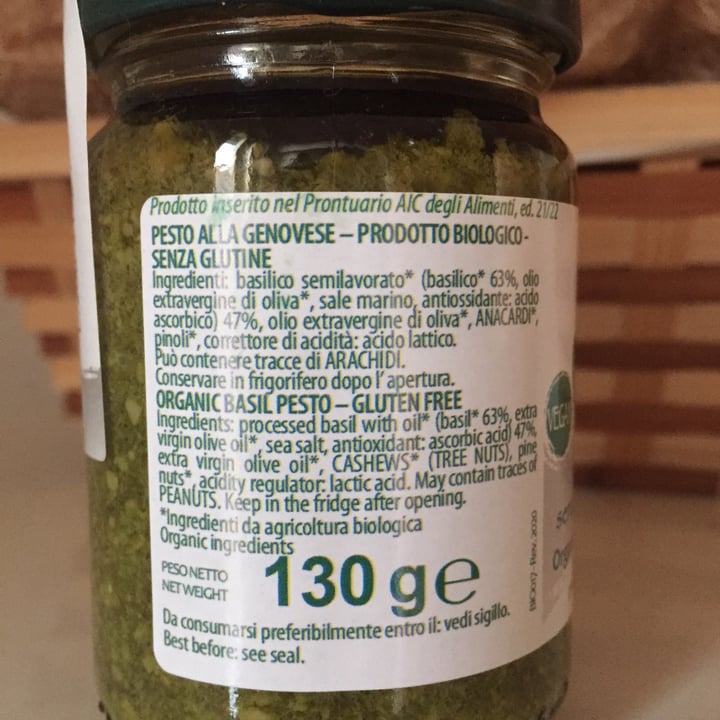 Prodotto inserito nel Prontuario AIC degli Alimenti, ed. 21/22
PESTO ALLA GENOVESE – PRODOTTO BIOLOGICO -
SENZA GLUTINE
Ingredienti: basilico semilavorato* (basilico* 63%, olio
extravergine di oliva*, sale marino, antiossidante: acido
ascorbico) 47%, olio extravergine di oliva*, ANACARDI*,
pinoli*, correttore di acidità: acido lattico.
Può contenere tracce di ARACHIDI.
Conservare in frigorifero dopo l' apertura.
ORGANIC BASIL PESTO – GLUTEN FREE
Ingredients: processed basil with oil* (basil* 63%, extra
virgin olive oil*, sea salt, antioxidant: ascorbic acid) 47%,
extra virgin olive oil*, CASHEWS* (TREE NUTS), pine
nuts*, acidity regulator: lactic acid. May contain traces of
PEANUTS. Keep in the fridge after opening.
*Ingredienti da agricoltura biologica
Organic ingredients
PESO NETTO
NET WEIGHT
130 g e
Da consumarsi preferibilmente entro il: vedi sigillo.
Best before: see seal.